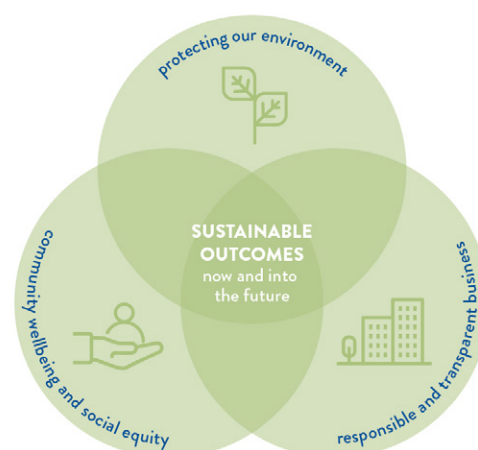 protecting our environment
SUSTAINABLE
OUTCOMES
now and into
the future
community wellbeing and social equity
responsible and transparent business